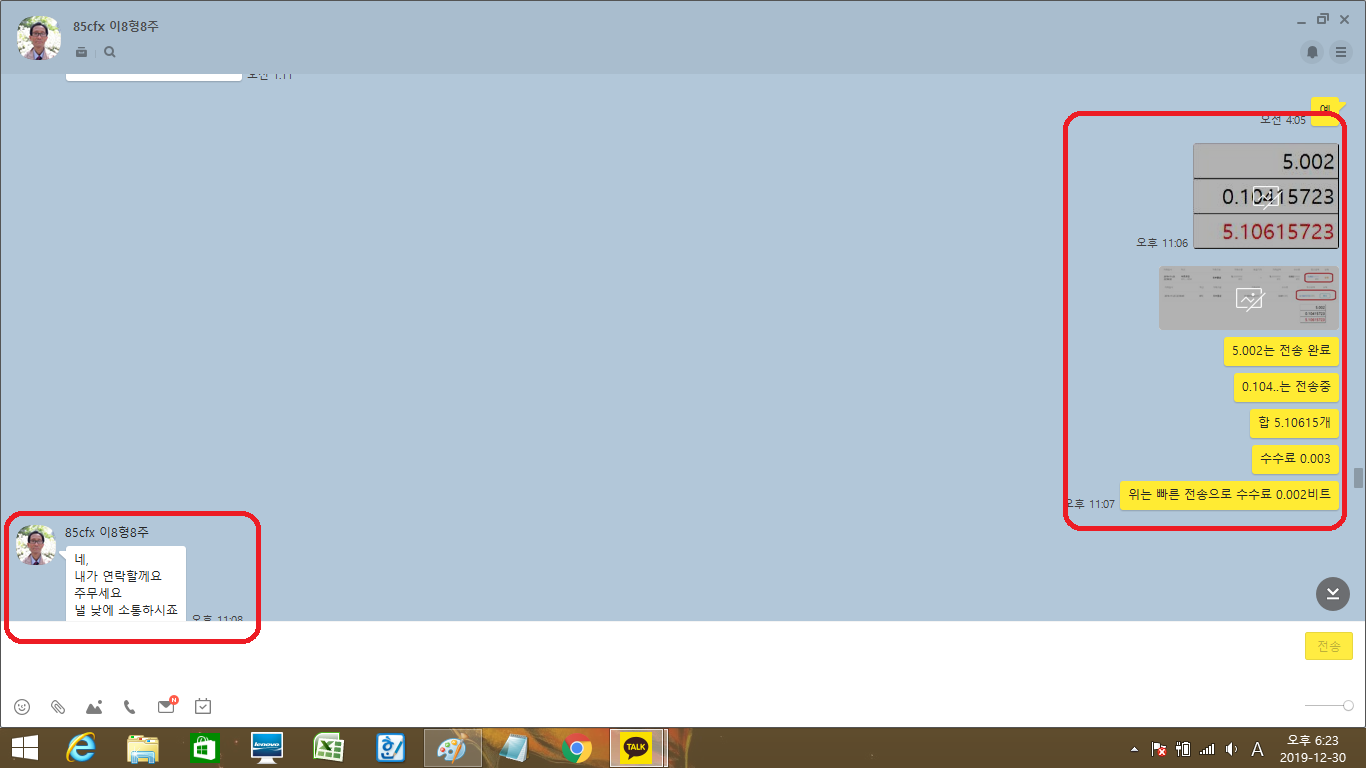 85cfx 이8형8주
오전 1:11
예
오전 4:05
5.002
0.10415723
5.10615723
오후 11:06
5.002는 전송 완료
0.104..는 전송중
합 5.10615개
수수료 0.003
위는 빠른 전송으로 수수료 0.002비트
오후 11:07
85cfx 이8형8주
네,
내가 연락할께요
주무세요
낼 낮에 소통하시죠
오후 11:08
전송
N
lenovo
TALK
A
오후 6:23
2019-12-30